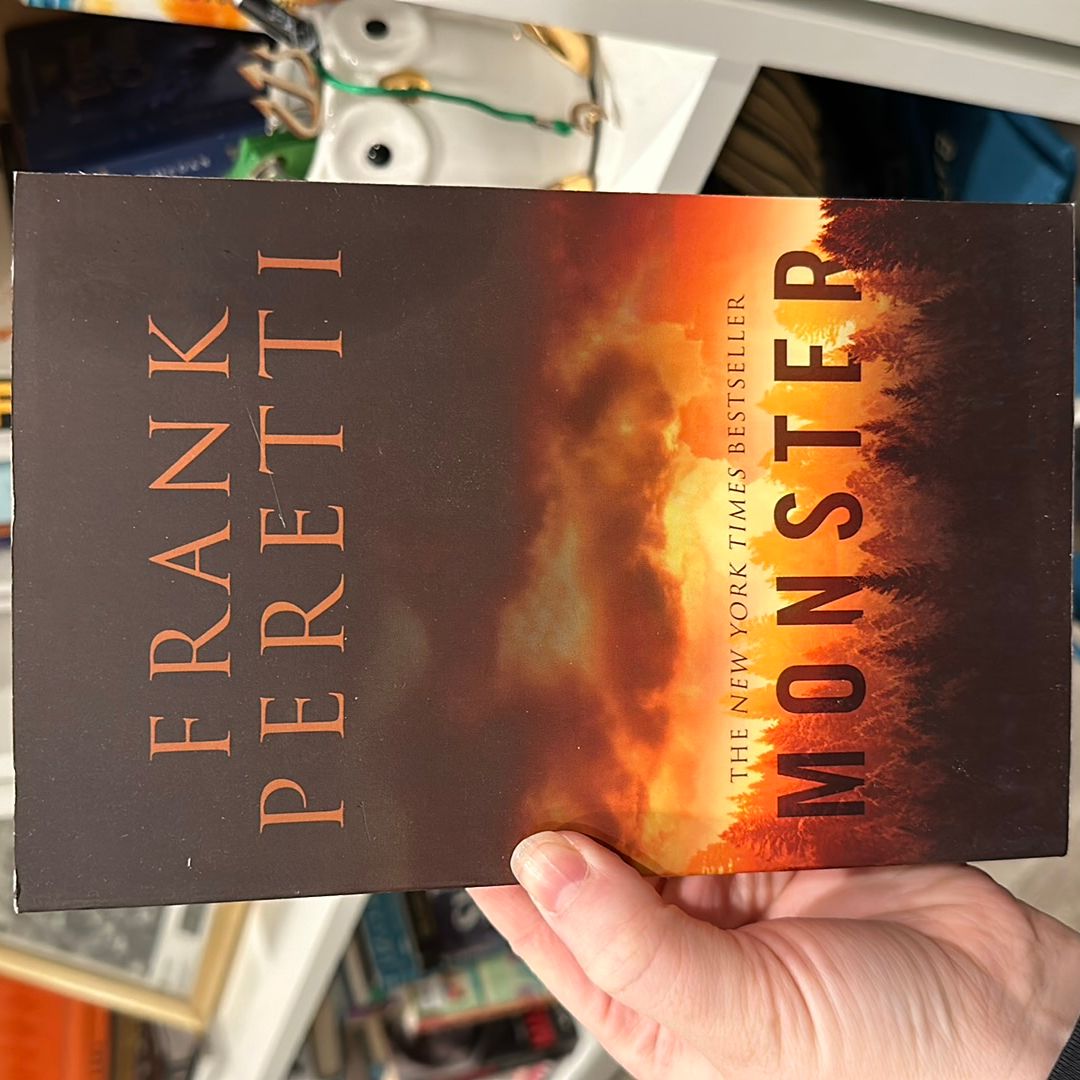 FRANK
PERETTI
THE NEW YORK TIMES BESTSELLER
MONSTER